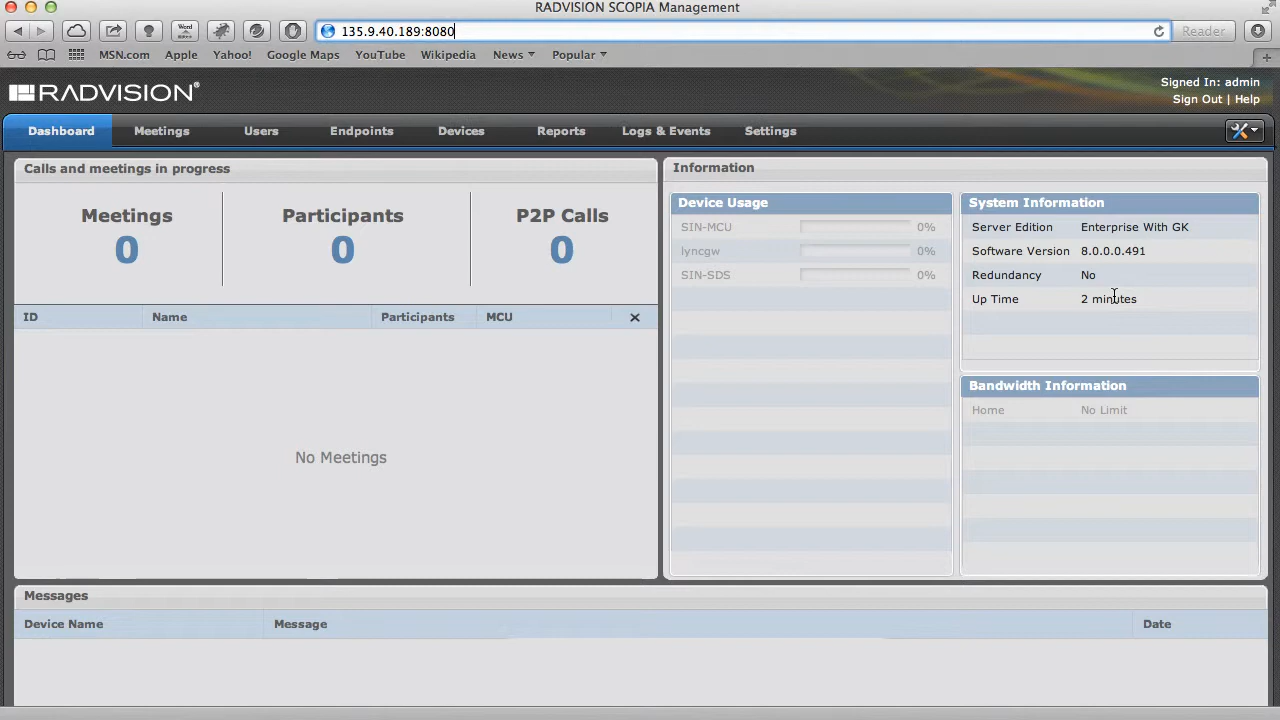 RADVISION SCOPIA Management
135.9.40.189:8080
Reader
MSN.com Apple Yahoo! Google Maps YouTube Wikipedia News Popular
RADVISION®
Signed In: admin
Sign Out | Help
Dashboard Meetings Users Endpoints Devices Reports Logs & Events Settings
Calls and meetings in progress
Meetings Participants P2P Calls
0 0 0
ID Name Participants MCU
No Meetings
Information
Device Usage
SIN-MCU 0%
lyncgw 0%
SIN-SDS 0%
System Information
Server Edition Enterprise With GK
Software Version 8.0.0.0.491
Redundancy No
Up Time 2 minutes
Bandwidth Information
Home No Limit
Messages
Device Name Message Date